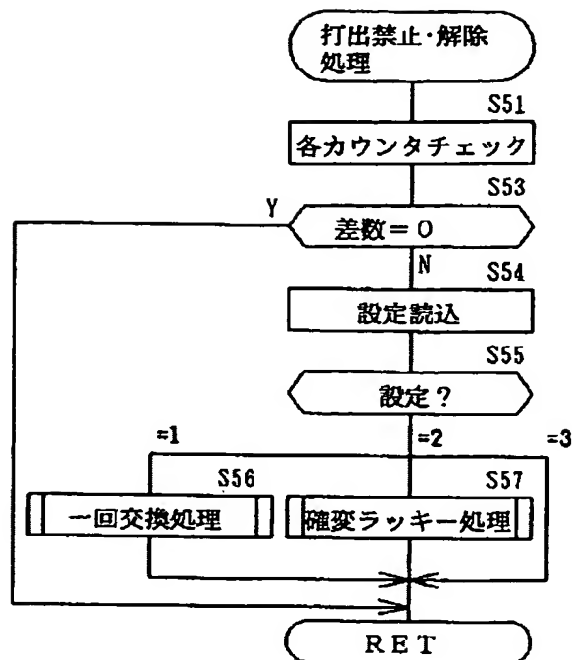 打出禁止・解除
処理
S51
各カウンタチェック
S53
Y
差数=0
N
S54
設定読込
S55
設定?
=1
=2
=3
S56
S57
一回交換処理
確変ラッキー処理
RET